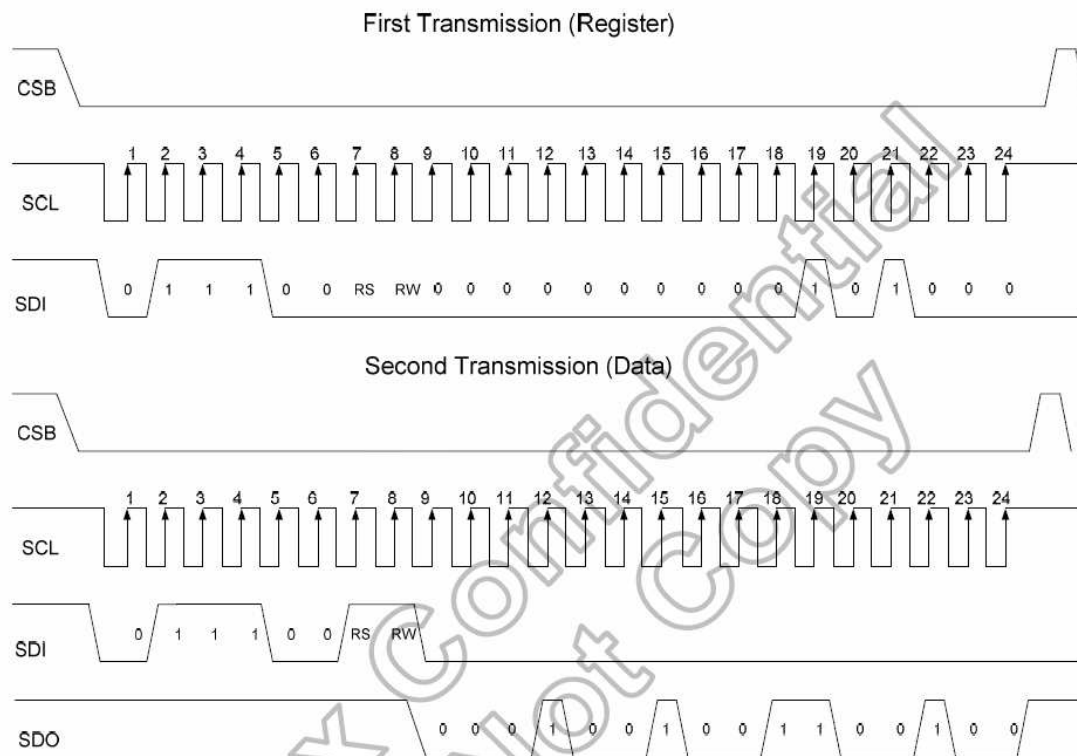 First Transmission (Register)
CSB
1 2 3 4 5 6 7 8 9 10 11 12 13 14 15 16 17 18 19 20 21 22 23 24
SCL
SDI 0 1 1 1 0 0 RS RW 0 0 0 0 0 0 0 0 0 0 1 0 1 0 0 0
Second Transmission (Data)
CSB
1 2 3 4 5 6 7 8 9 10 11 12 13 14 15 16 17 18 19 20 21 22 23 24
SCL
SDI 0 1 1 1 0 0 RS RW
SDO 0 0 0 1 0 0 1 0 0 1 1 0 0 1 0 0
x Confidential
Not Copy